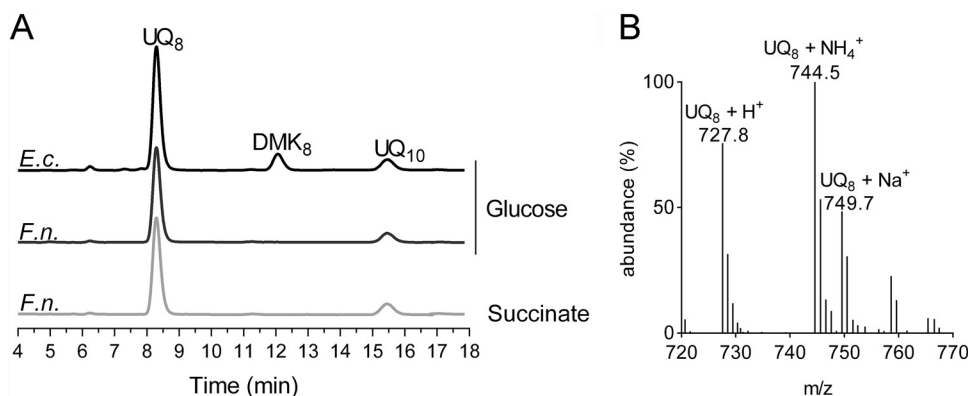 A
UQ₈
DMK₈
UQ₁₀
E.c.
Glucose
F.n.
F.n.
Succinate
4 5 6 7 8 9 10 11 12 13 14 15 16 17 18
Time (min)
B
UQ₈ + NH₄⁺
744.5
100
UQ₈ + H⁺
727.8
UQ₈ + Na⁺
749.7
50
0
abundance (%)
720 730 740 750 760 770
m/z